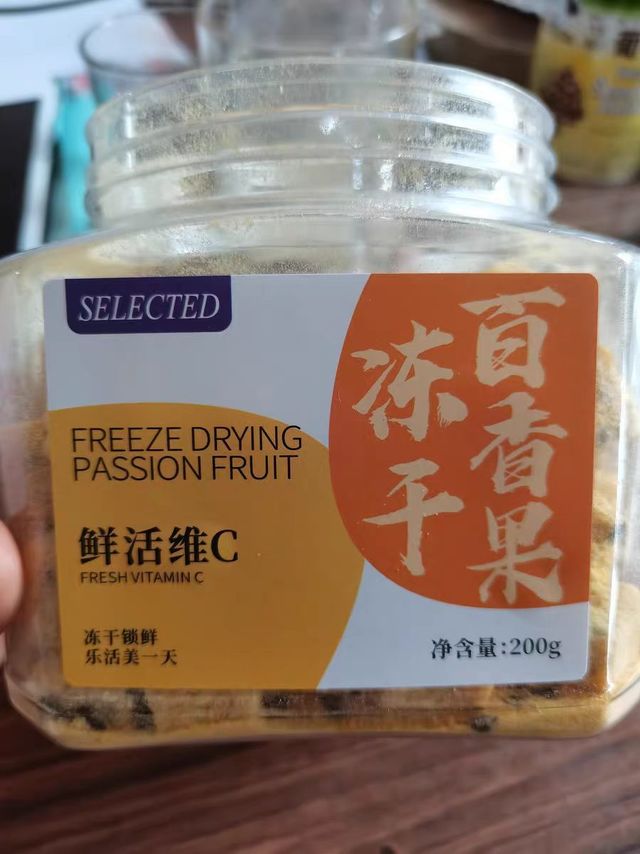 SELECTED
百香果
冻干
FREEZE DRYING
PASSION FRUIT
鲜活维C
FRESH VITAMIN C
冻干锁鲜
乐活美一天
净含量:200g